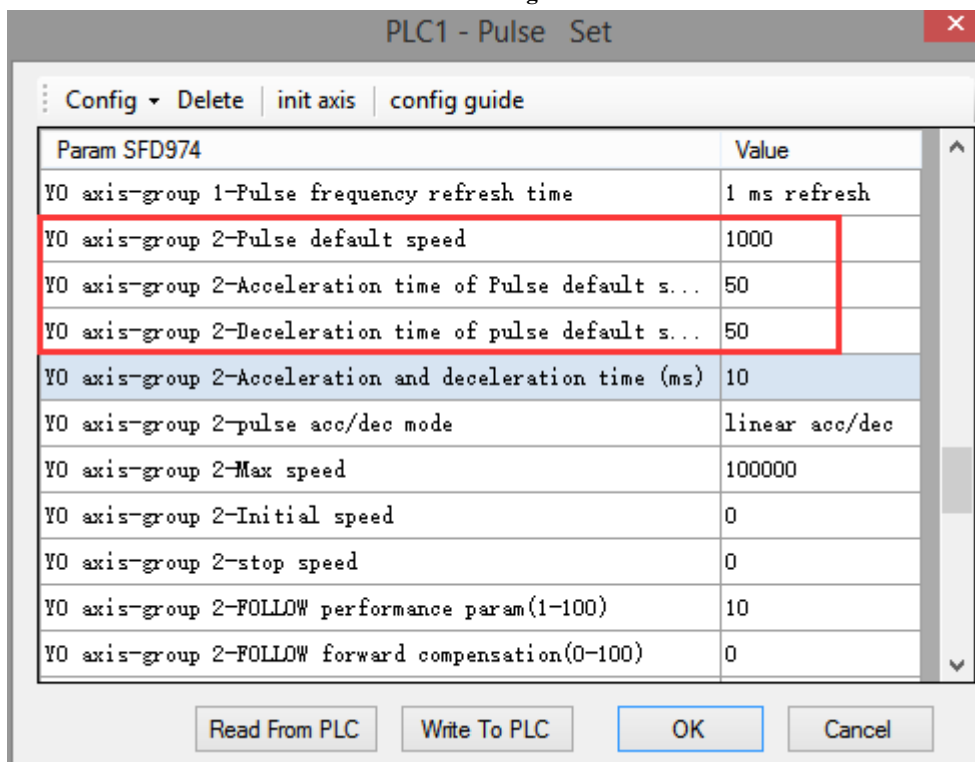 PLC1 - Pulse Set
Config Delete init axis config guide
Param SFD974 Value
Y0 axis-group 1-Pulse frequency refresh time 1 ms refresh
Y0 axis-group 2-Pulse default speed 1000
Y0 axis-group 2-Acceleration time of Pulse default s... 50
Y0 axis-group 2-Deceleration time of pulse default s... 50
Y0 axis-group 2-Acceleration and deceleration time (ms) 10
Y0 axis-group 2-pulse acc/dec mode linear acc/dec
Y0 axis-group 2-Max speed 100000
Y0 axis-group 2-Initial speed 0
Y0 axis-group 2-stop speed 0
Y0 axis-group 2-FOLLOW performance param(1-100) 10
Y0 axis-group 2-FOLLOW forward compensation(0-100) 0
Read From PLC Write To PLC OK Cancel